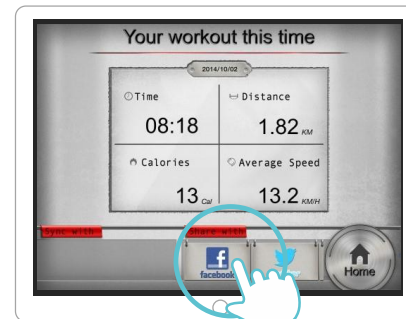 Your workout this time
2014/10/02
Time
Distance
08:18
1.82 KM
Calories
Average Speed
13 Cal
13.2 KM/H
Sync with
Share with
facebook
Home